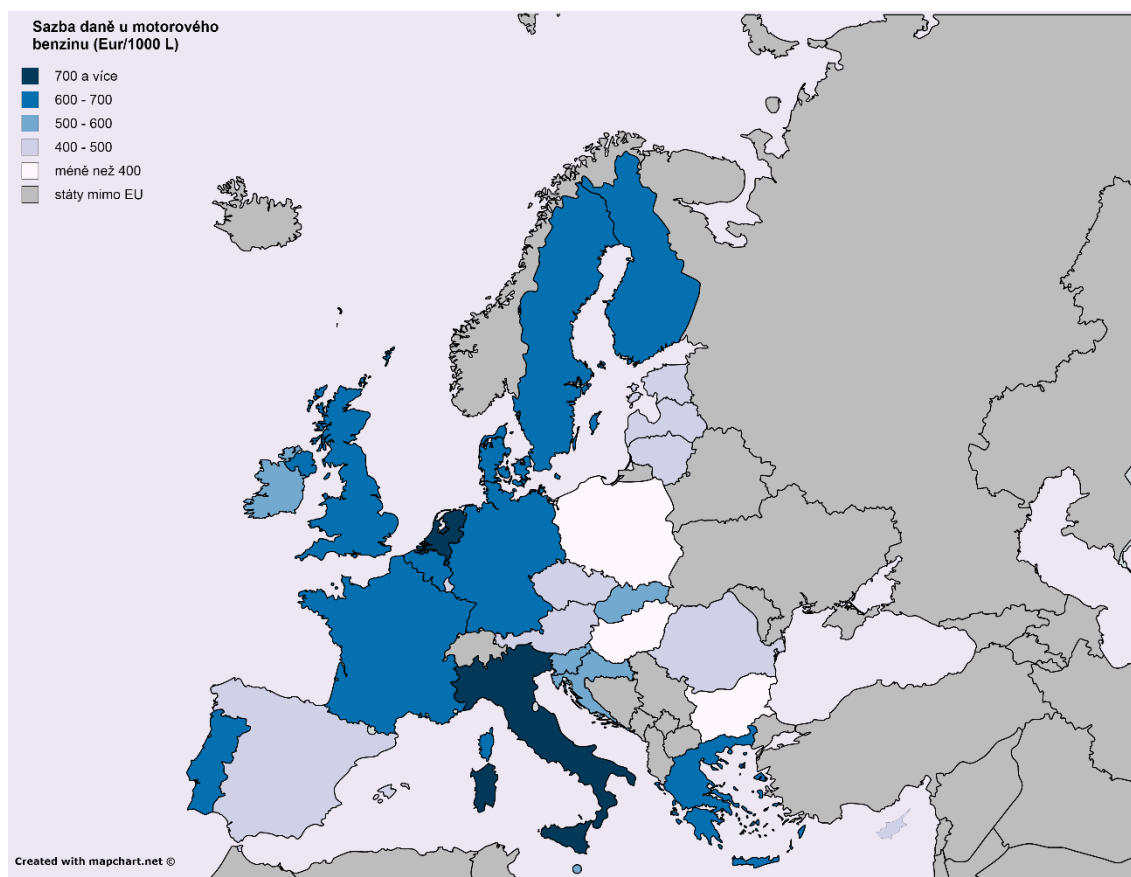 Sazba daně u motorového
benzinu (Eur/1000 L)
700 a více
600 - 700
500 - 600
400 - 500
méně než 400
státy mimo EU
Created with mapchart.net ©